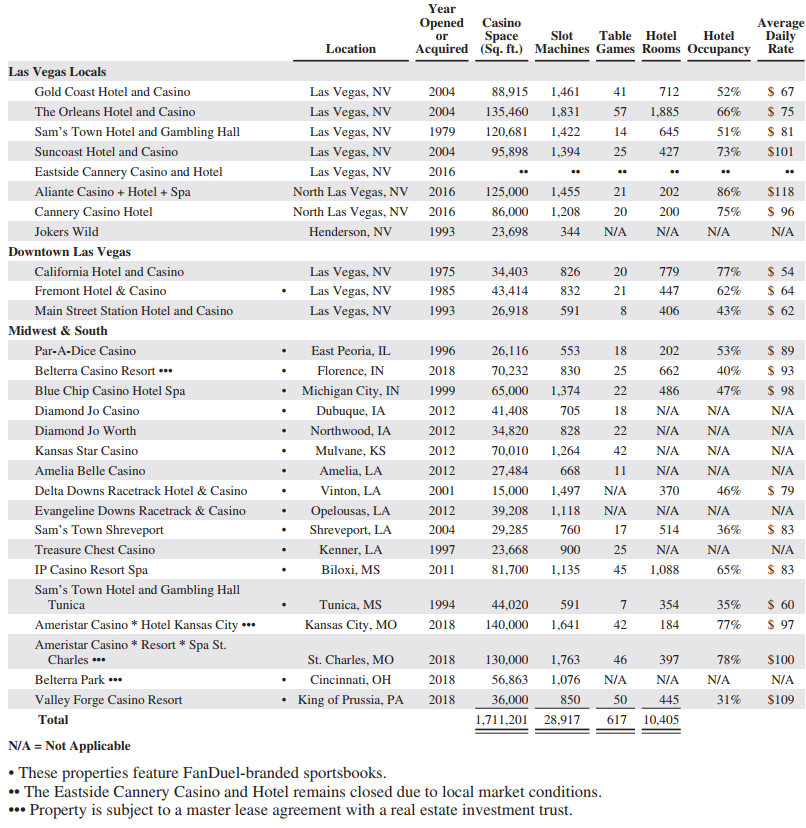 Year
Opened Casino Average
or Space Slot Table Hotel Hotel Daily
Location Acquired (Sq. ft.) Machines Games Rooms Occupancy Rate
Las Vegas Locals
Gold Coast Hotel and Casino Las Vegas, NV 2004 88,915 1,461 41 712 52% $ 67
The Orleans Hotel and Casino Las Vegas, NV 2004 135,460 1,831 57 1,885 66% $ 75
Sam's Town Hotel and Gambling Hall Las Vegas, NV 1979 120,681 1,422 14 645 51% $ 81
Suncoast Hotel and Casino Las Vegas, NV 2004 95,898 1,394 25 427 73% $101
Eastside Cannery Casino and Hotel Las Vegas, NV 2016 •• •• •• •• •• ••
Aliante Casino + Hotel + Spa North Las Vegas, NV 2016 125,000 1,455 21 202 86% $118
Cannery Casino Hotel North Las Vegas, NV 2016 86,000 1,208 20 200 75% $ 96
Jokers Wild Henderson, NV 1993 23,698 344 N/A N/A N/A N/A
Downtown Las Vegas
California Hotel and Casino Las Vegas, NV 1975 34,403 826 20 779 77% $ 54
Fremont Hotel & Casino • Las Vegas, NV 1985 43,414 832 21 447 62% $ 64
Main Street Station Hotel and Casino Las Vegas, NV 1993 26,918 591 8 406 43% $ 62
Midwest & South
Par-A-Dice Casino • East Peoria, IL 1996 26,116 553 18 202 53% $ 89
Belterra Casino Resort ••• • Florence, IN 2018 70,232 830 25 662 40% $ 93
Blue Chip Casino Hotel Spa • Michigan City, IN 1999 65,000 1,374 22 486 47% $ 98
Diamond Jo Casino • Dubuque, IA 2012 41,408 705 18 N/A N/A N/A
Diamond Jo Worth • Northwood, IA 2012 34,820 828 22 N/A N/A N/A
Kansas Star Casino • Mulvane, KS 2012 70,010 1,264 42 N/A N/A N/A
Amelia Belle Casino • Amelia, LA 2012 27,484 668 11 N/A N/A N/A
Delta Downs Racetrack Hotel & Casino • Vinton, LA 2001 15,000 1,497 N/A 370 46% $ 79
Evangeline Downs Racetrack & Casino • Opelousas, LA 2012 39,208 1,118 N/A N/A N/A N/A
Sam's Town Shreveport • Shreveport, LA 2004 29,285 760 17 514 36% $ 83
Treasure Chest Casino • Kenner, LA 1997 23,668 900 25 N/A N/A N/A
IP Casino Resort Spa • Biloxi, MS 2011 81,700 1,135 45 1,088 65% $ 83
Sam's Town Hotel and Gambling Hall
Tunica • Tunica, MS 1994 44,020 591 7 354 35% $ 60
Ameristar Casino * Hotel Kansas City ••• Kansas City, MO 2018 140,000 1,641 42 184 77% $ 97
Ameristar Casino * Resort * Spa St.
Charles ••• St. Charles, MO 2018 130,000 1,763 46 397 78% $100
Belterra Park ••• • Cincinnati, OH 2018 56,863 1,076 N/A N/A N/A N/A
Valley Forge Casino Resort • King of Prussia, PA 2018 36,000 850 50 445 31% $109
Total 1,711,201 28,917 617 10,405
N/A = Not Applicable
• These properties feature FanDuel-branded sportsbooks.
•• The Eastside Cannery Casino and Hotel remains closed due to local market conditions.
••• Property is subject to a master lease agreement with a real estate investment trust.